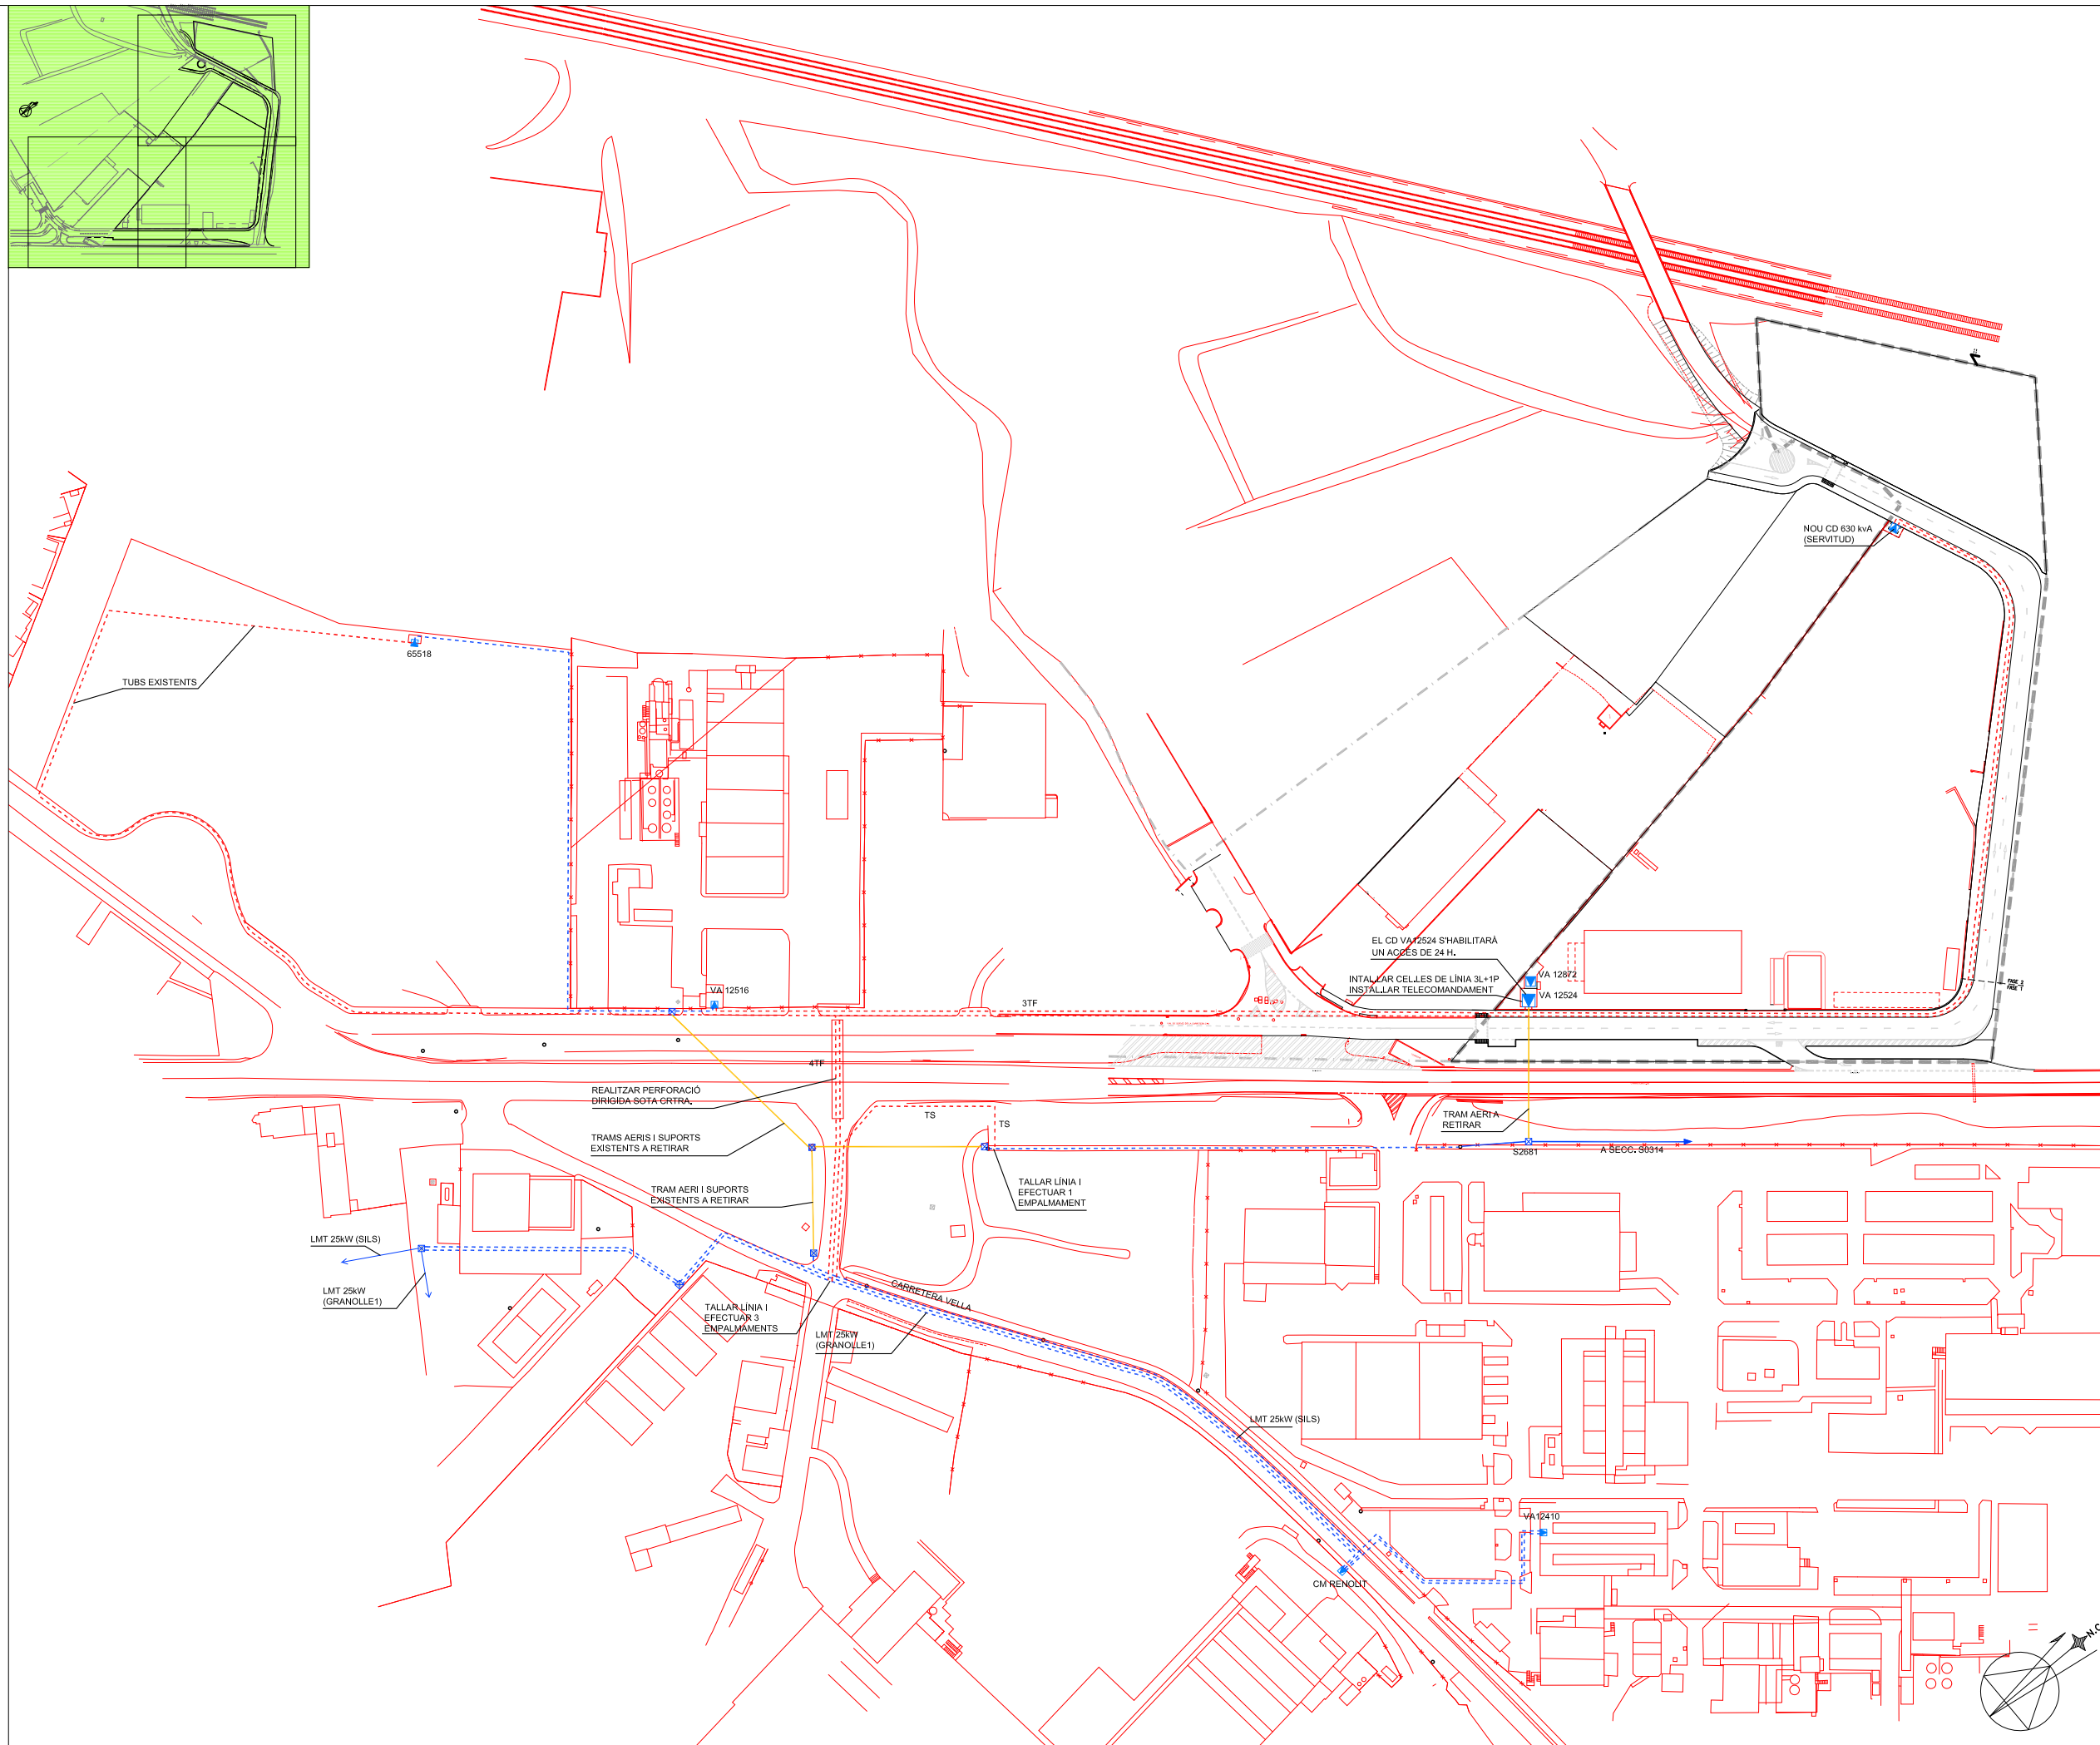 NOU CD 630 kvA
(SERVITUD)
65518
TUBS EXISTENTS
EL CD VA12524 S'HABILITARÀ
UN ACCÉS DE 24 H.
INTAL.LAR CEL.LES DE LÍNIA 3L+1P
INSTAL.LAR TELECOMANDAMENT
VA 12872
VA 12524
VA 12516
3TF
4TF
REALITZAR PERFORACIÓ
DIRIGIDA SOTA CRTRA.
TS
TS
TRAM AERI A
RETIRAR
TRAMS AERIS I SUPORTS
EXISTENTS A RETIRAR
S2681
A SECC. S0314
TRAM AERI I SUPORTS
EXISTENTS A RETIRAR
TALLAR LÍNIA I
EFECTUAR 1
EMPALMAMENT
LMT 25kW (SILS)
LMT 25kW
(GRANOLLE1)
CARRETERA VELLA
TALLAR LÍNIA I
EFECTUAR 3
EMPALMAMENTS
LMT 25kW
(GRANOLLE1)
LMT 25kW (SILS)
VA12410
CM RENOLIT